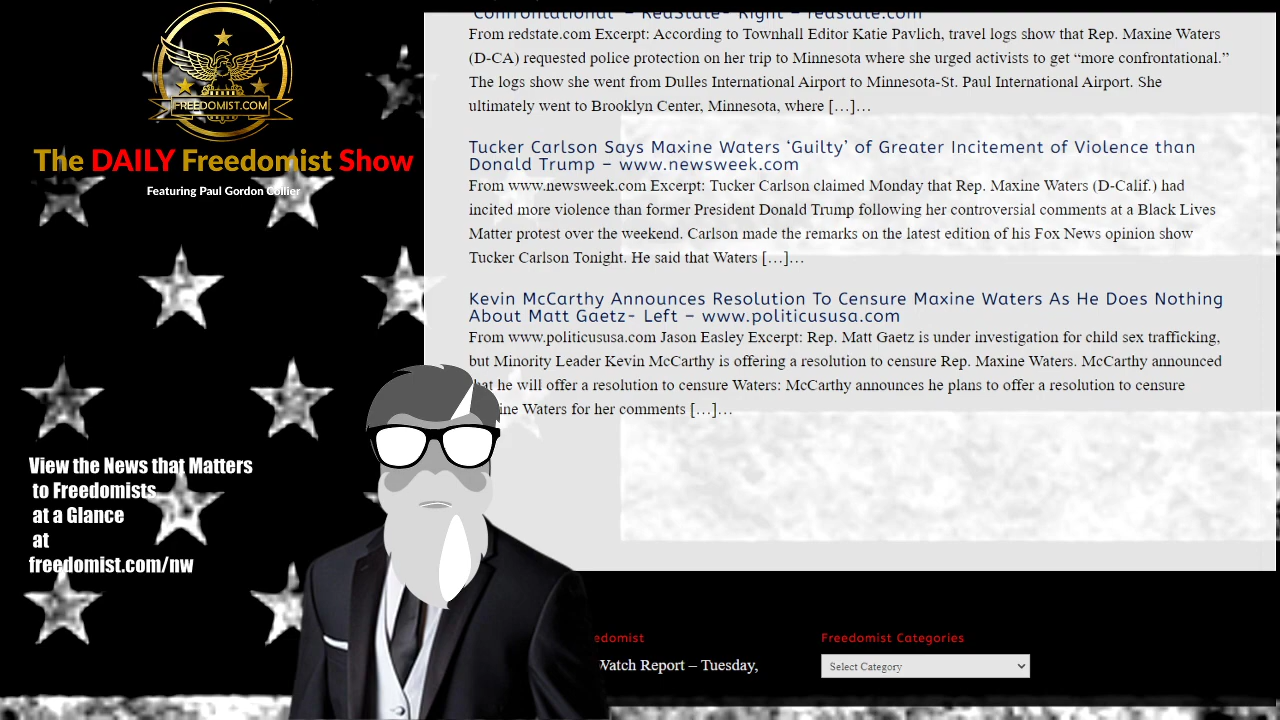 FREEDOMIST.COM
The DAILY Freedomist Show
Featuring Paul Gordon Collier
View the News that Matters
to Freedomists
at a Glance
at
freedomist.com/nw
Confrontational" – RedState- Right – redstate.com
From redstate.com Excerpt: According to Townhall Editor Katie Pavlich, travel logs show that Rep. Maxine Waters
(D-CA) requested police protection on her trip to Minnesota where she urged activists to get “more confrontational.”
The logs show she went from Dulles International Airport to Minnesota-St. Paul International Airport. She
ultimately went to Brooklyn Center, Minnesota, where […]…
Tucker Carlson Says Maxine Waters ‘Guilty’ of Greater Incitement of Violence than
Donald Trump – www.newsweek.com
From www.newsweek.com Excerpt: Tucker Carlson claimed Monday that Rep. Maxine Waters (D-Calif.) had
incited more violence than former President Donald Trump following her controversial comments at a Black Lives
Matter protest over the weekend. Carlson made the remarks on the latest edition of his Fox News opinion show
Tucker Carlson Tonight. He said that Waters […]…
Kevin McCarthy Announces Resolution To Censure Maxine Waters As He Does Nothing
About Matt Gaetz- Left – www.politicususa.com
From www.politicususa.com Jason Easley Excerpt: Rep. Matt Gaetz is under investigation for child sex trafficking,
but Minority Leader Kevin McCarthy is offering a resolution to censure Rep. Maxine Waters. McCarthy announced
hat he will offer a resolution to censure Waters: McCarthy announces he plans to offer a resolution to censure
ine Waters for her comments […]…
edomist
Watch Report – Tuesday,
Freedomist Categories
Select Category